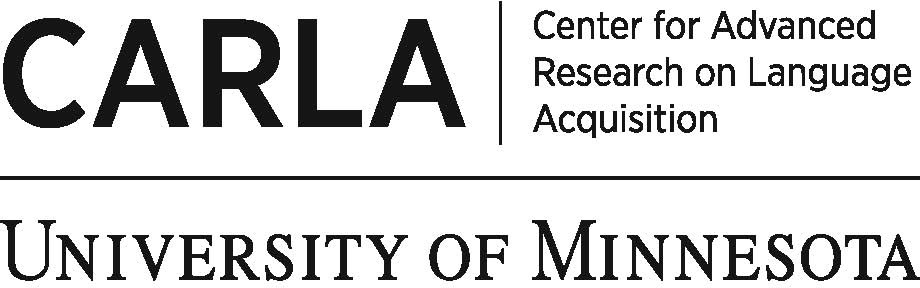 CARLA
Center for Advanced
Research on Language
Acquisition
UNIVERSITY OF MINNESOTA